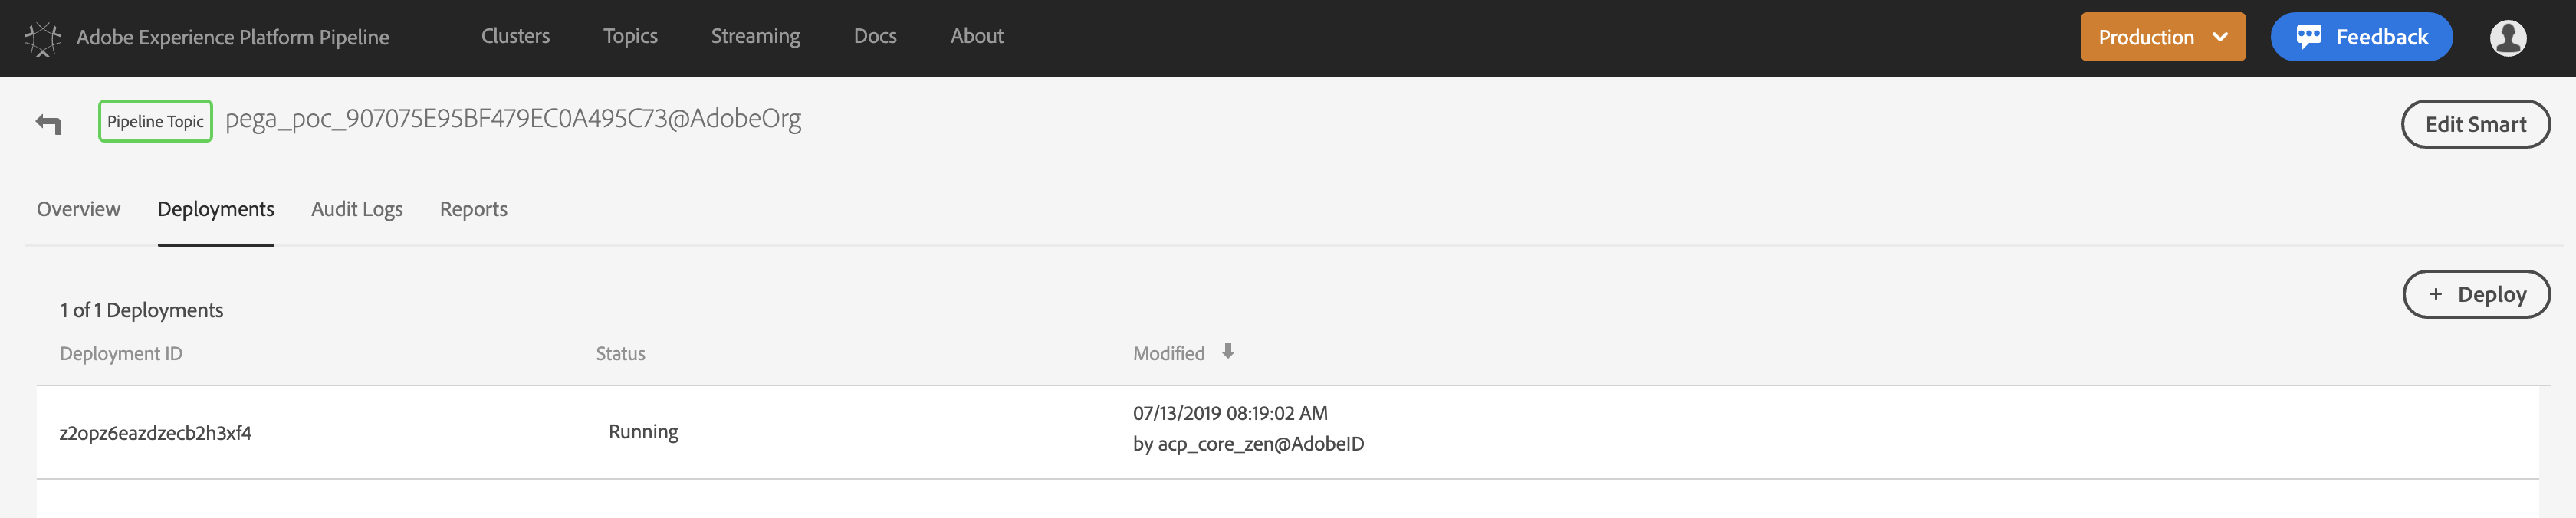 Adobe Experience Platform Pipeline Clusters Topics Streaming Docs About Production Feedback
Pipeline Topic pega_poc_907075E95BF479EC0A495C73@AdobeOrg Edit Smart
Overview Deployments Audit Logs Reports
+ Deploy
1 of 1 Deployments
Deployment ID Status Modified
z2opz6eazdzecb2h3xf4 Running 07/13/2019 08:19:02 AM
by acp_core_zen@AdobeID